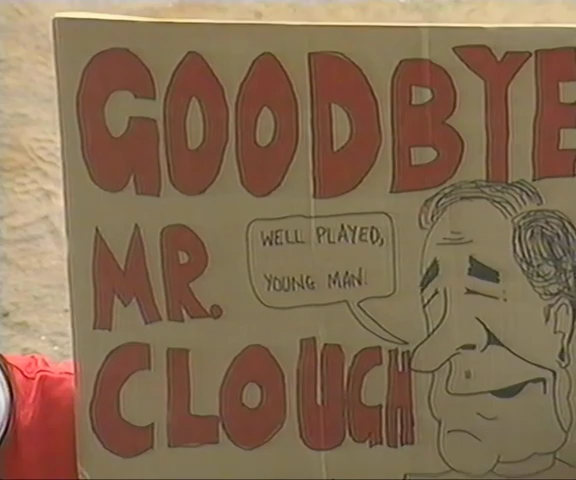 GOODBYE
MR.
CLOUGH
WELL PLAYED,
YOUNG MAN.